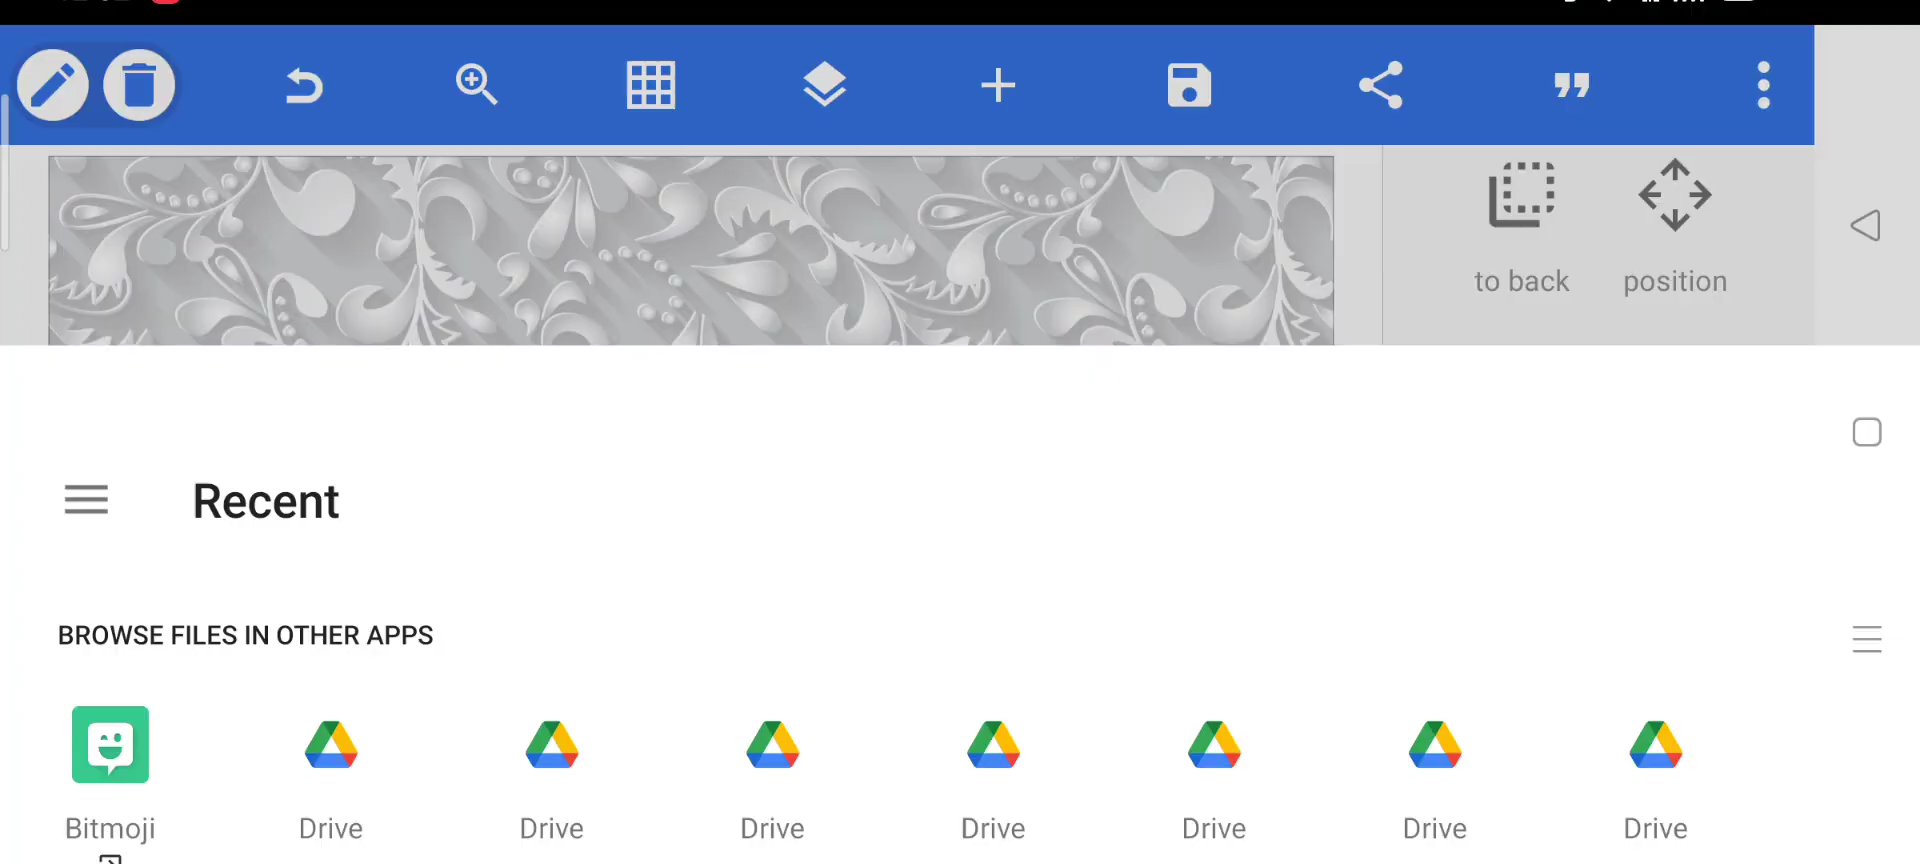 to back
position
Recent
BROWSE FILES IN OTHER APPS
Bitmoji
Drive
Drive
Drive
Drive
Drive
Drive
Drive